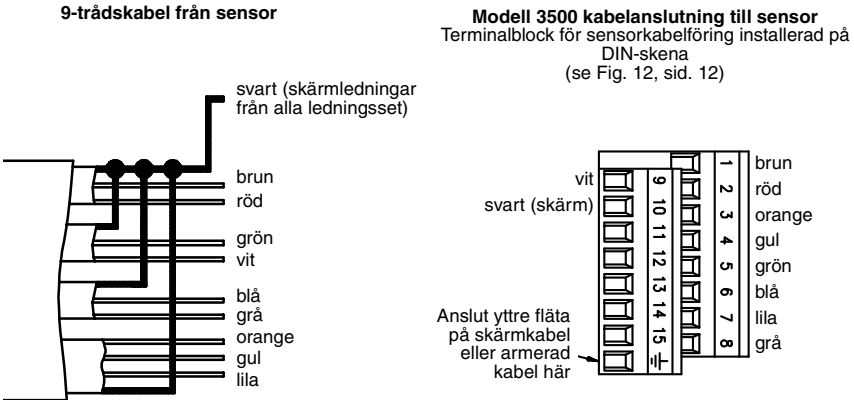 9-trådskabel från sensor
svart (skärmledningar
från alla ledningsset)
brun
röd
grön
vit
blå
grå
orange
gul
lila
Modell 3500 kabelanslutning till sensor
Terminalblock för sensorkabelföring installerad på
DIN-skena
(se Fig. 12, sid. 12)
vit
svart (skärm)
Anslut yttre fläta
på skärmkabel
eller armerad
kabel här
9
10
11
12
13
14
15
1
2
3
4
5
6
7
8
brun
röd
orange
gul
grön
blå
lila
grå